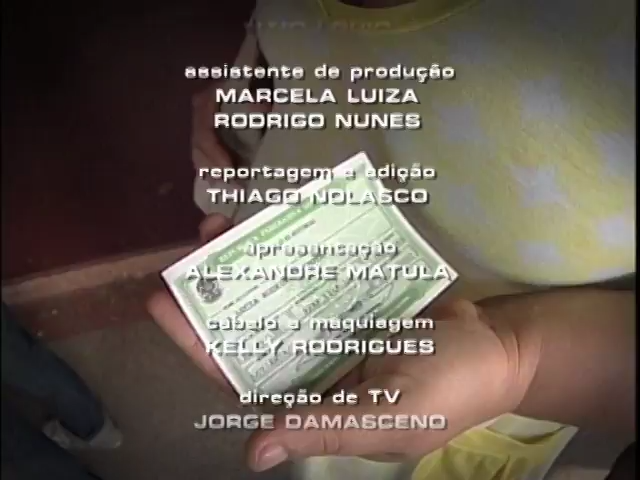 assistente de produção
MARCELA LUIZA
RODRIGO NUNES
reportagem e edição
THIAGO NOLASCO
apresentação
ALEXANDRE MATULA
cabelo e maquiagem
KELLY RODRIGUES
direção de TV
JORGE DAMASCENO